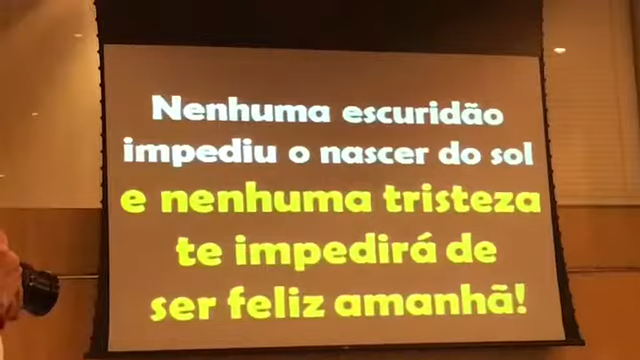 Nenhuma escuridão
impediu o nascer do sol
e nenhuma tristeza
te impedirá de
ser feliz amanhã!